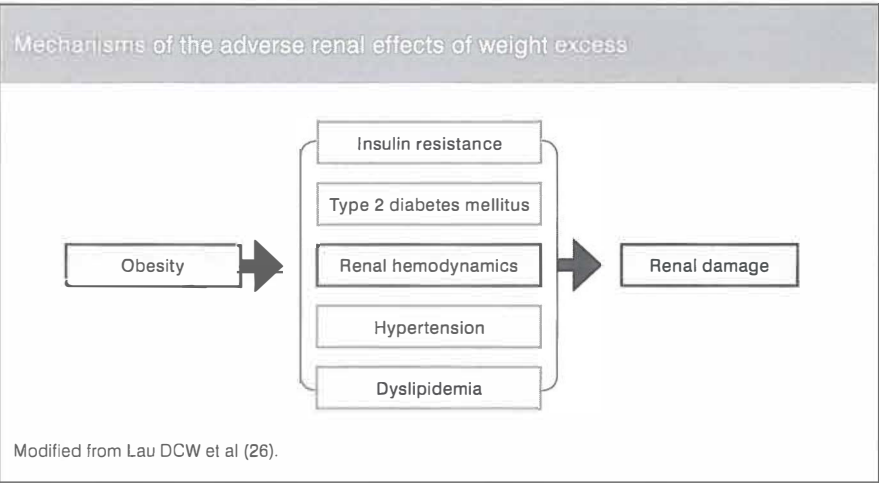 Mechanisms of the adverse renal effects of weight excess
Insulin resistance
Type 2 diabetes mellitus
Obesity
Renal hemodynamics
Renal damage
Hypertension
Dyslipidemia
Modified from Lau DCW et al (26).